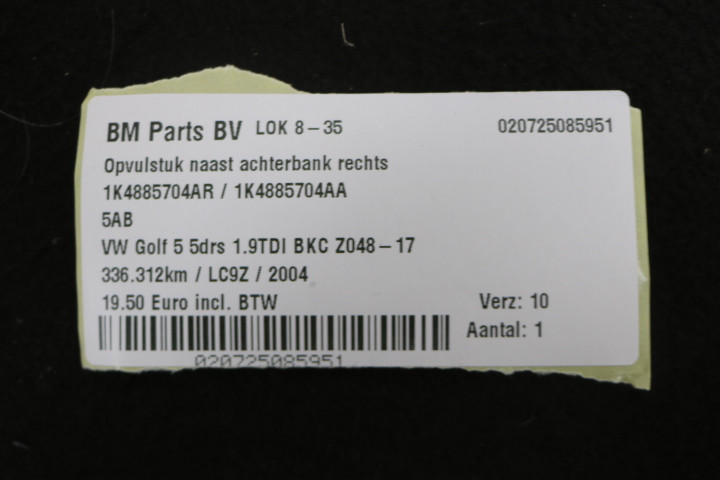 BM Parts BV LOK 8-35 020725085951
Opvulstuk naast achterbank rechts
1K4885704AR / 1K4885704AA
5AB
VW Golf 5 5drs 1.9TDI BKC Z048-17
336.312km / LC9Z / 2004
19.50 Euro incl. BTW Verz: 10
Aantal: 1
020725085951